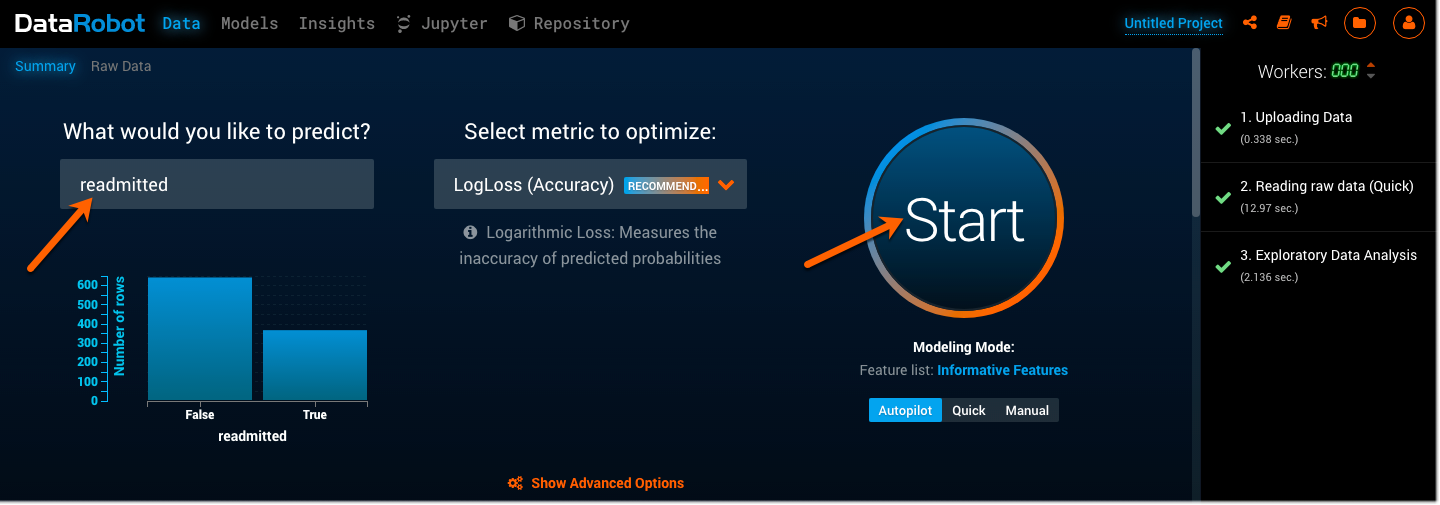 DataRobot Data Models Insights Jupyter Repository Untitled Project
Summary Raw Data
Workers: 000
What would you like to predict?
readmitted
Select metric to optimize:
LogLoss (Accuracy) RECOMMEND...
Logarithmic Loss: Measures the
inaccuracy of predicted probabilities
Number of rows
600
500
400
300
200
100
0
False True
readmitted
Start
Modeling Mode:
Feature list: Informative Features
Autopilot Quick Manual
Show Advanced Options
1. Uploading Data
(0.338 sec.)
2. Reading raw data (Quick)
(12.97 sec.)
3. Exploratory Data Analysis
(2.136 sec.)